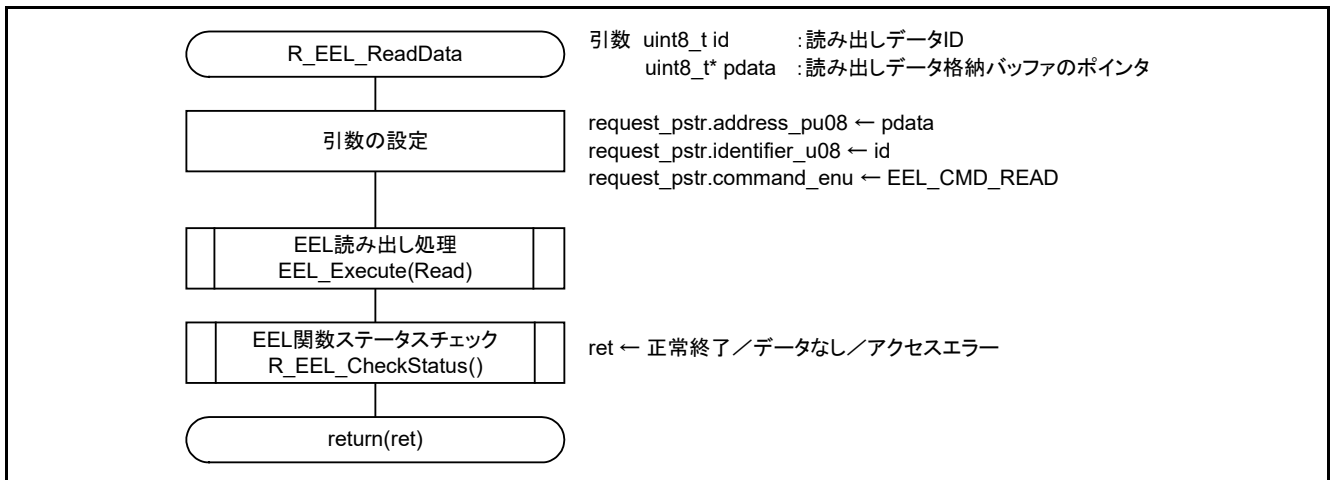 R_EEL_ReadData
引数 uint8_t id :読み出しデータID
uint8_t* pdata :読み出しデータ格納バッファのポインタ
引数の設定
request_pstr.address_pu08 ← pdata
request_pstr.identifier_u08 ← id
request_pstr.command_enu ← EEL_CMD_READ
EEL読み出し処理
EEL_Execute(Read)
EEL関数ステータスチェック
R_EEL_CheckStatus()
ret ← 正常終了／データなし／アクセスエラー
return(ret)